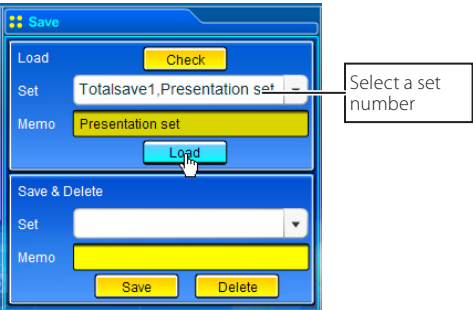 Save
Load
Check
Set
Totalsave1,Presentation set
Memo
Presentation set
Load
Save & Delete
Set
Memo
Save
Delete
Select a set
number